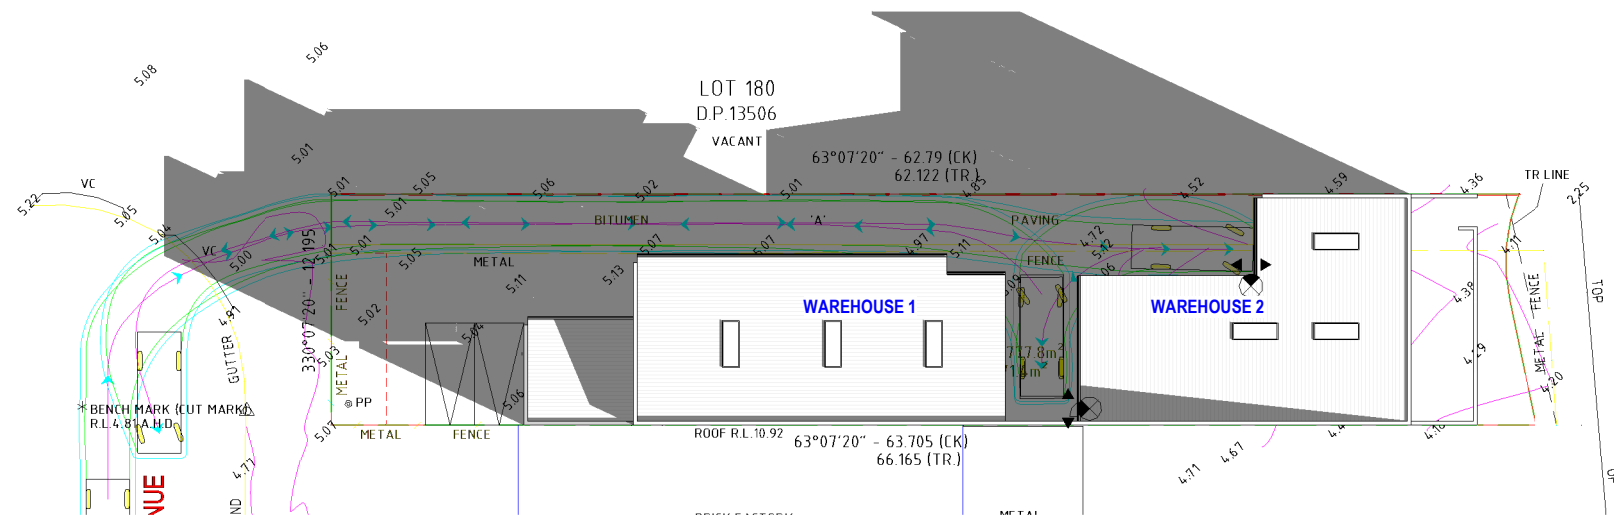 5.06
5.08
LOT 180
D.P.13506
VACANT
5.01
63°07'20" - 62.79 (CK)
62.122 (TR.)
VC
5.22
5.05
5.04
5.01
5.05
5.06
5.02
5.01
4.85
4.52
4.59
4.36
TR LINE
2.25
5.01
BITUMEN
'A'
PAVING
VC
5.00
5.01
5.01
5.05
METAL
5.11
5.13
5.07
5.07
4.97
5.11
FENCE
4.72
5.12
5.06
5.09
4.11
TOP
330°07'20" - 12.195
FENCE
5.02
WAREHOUSE 1
WAREHOUSE 2
4.38
METAL FENCE
4.91
GUTTER
5.03
METAL
5.04
4.29
4.20
5.06
PP
BENCH MARK (CUT MARK)
R.L.4.81 A.H.D.
5.07
METAL
FENCE
ROOF R.L.10.92
63°07'20" - 63.705 (CK)
66.165 (TR.)
4.77
4.71
4.67
NUE
ND
METAL